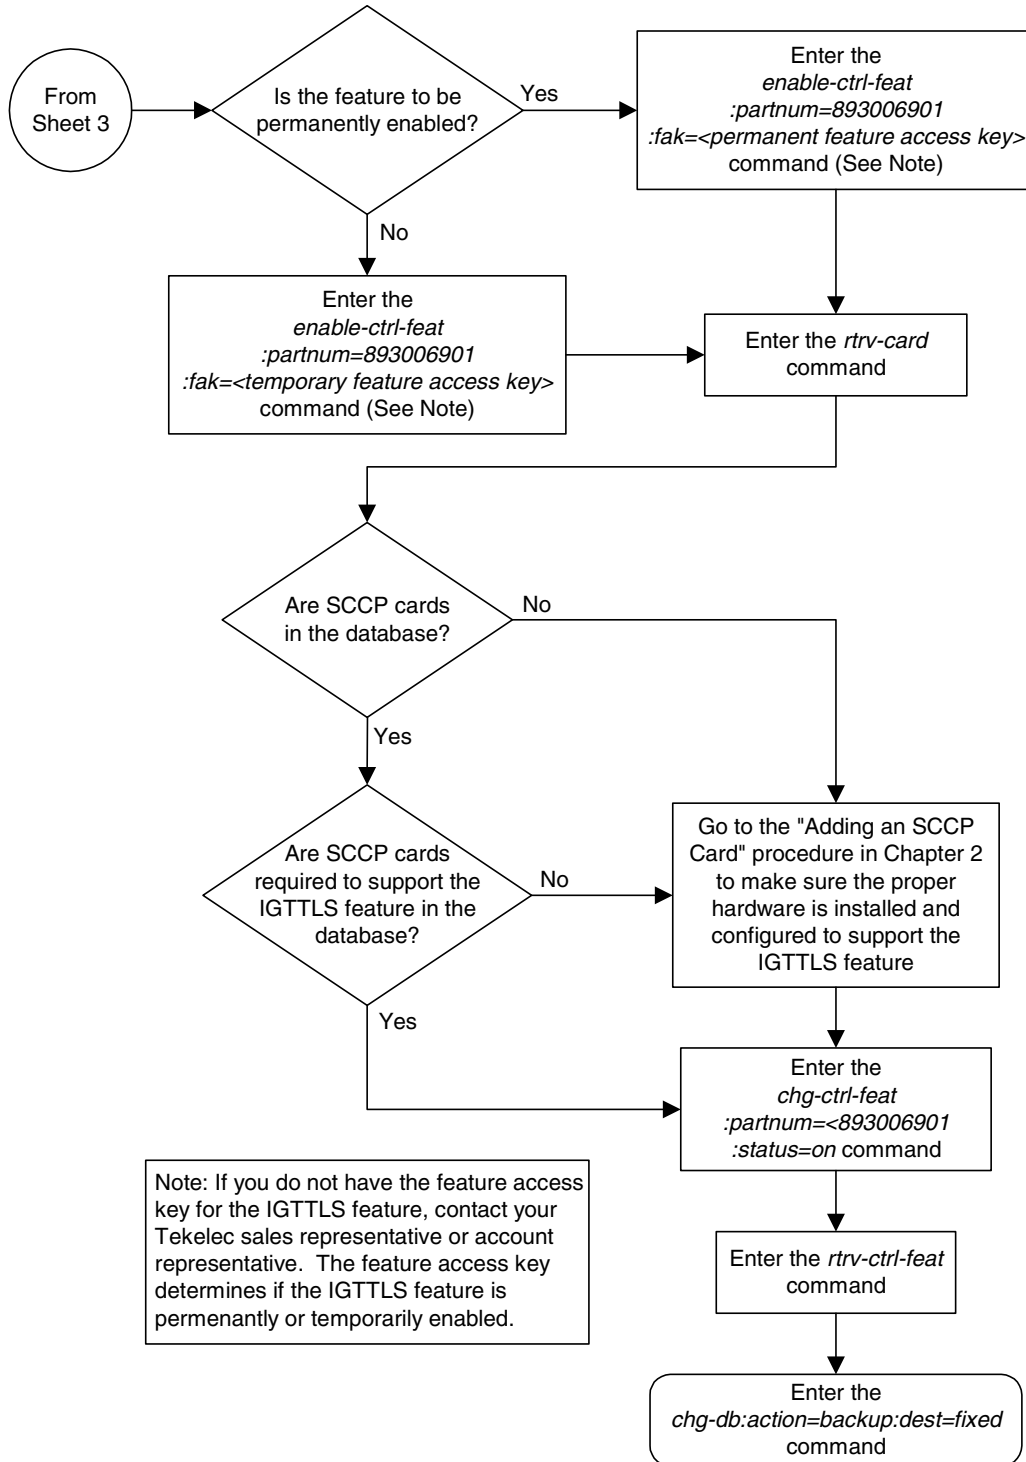 From
Sheet 3
Is the feature to be
permanently enabled?
Yes
Enter the
enable-ctrl-feat
:partnum=893006901
:fak=<permanent feature access key>
command (See Note)
No
Enter the
enable-ctrl-feat
:partnum=893006901
:fak=<temporary feature access key>
command (See Note)
Enter the rtrv-card
command
Are SCCP cards
in the database?
No
Yes
Are SCCP cards
required to support the
IGTTLS feature in the
database?
No
Go to the "Adding an SCCP
Card" procedure in Chapter 2
to make sure the proper
hardware is installed and
configured to support the
IGTTLS feature
Yes
Enter the
chg-ctrl-feat
:partnum=<893006901
:status=on command
Note: If you do not have the feature access
key for the IGTTLS feature, contact your
Tekelec sales representative or account
representative.  The feature access key
determines if the IGTTLS feature is
permenantly or temporarily enabled.
Enter the rtrv-ctrl-feat
command
Enter the
chg-db:action=backup:dest=fixed
command